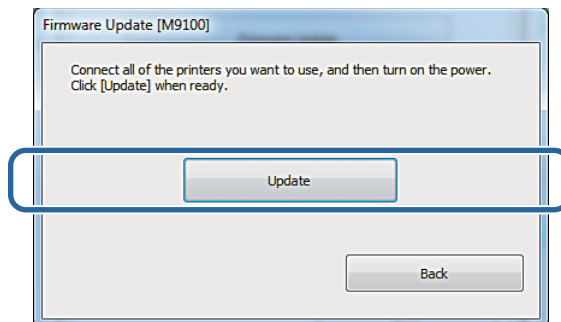 Firmware Update [M9100]
Connect all of the printers you want to use, and then turn on the power.
Click [Update] when ready.
Update
Back